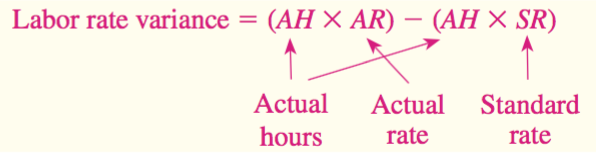 Labor rate variance = (AH × AR) − (AH × SR)
Actual Actual Standard
hours rate rate